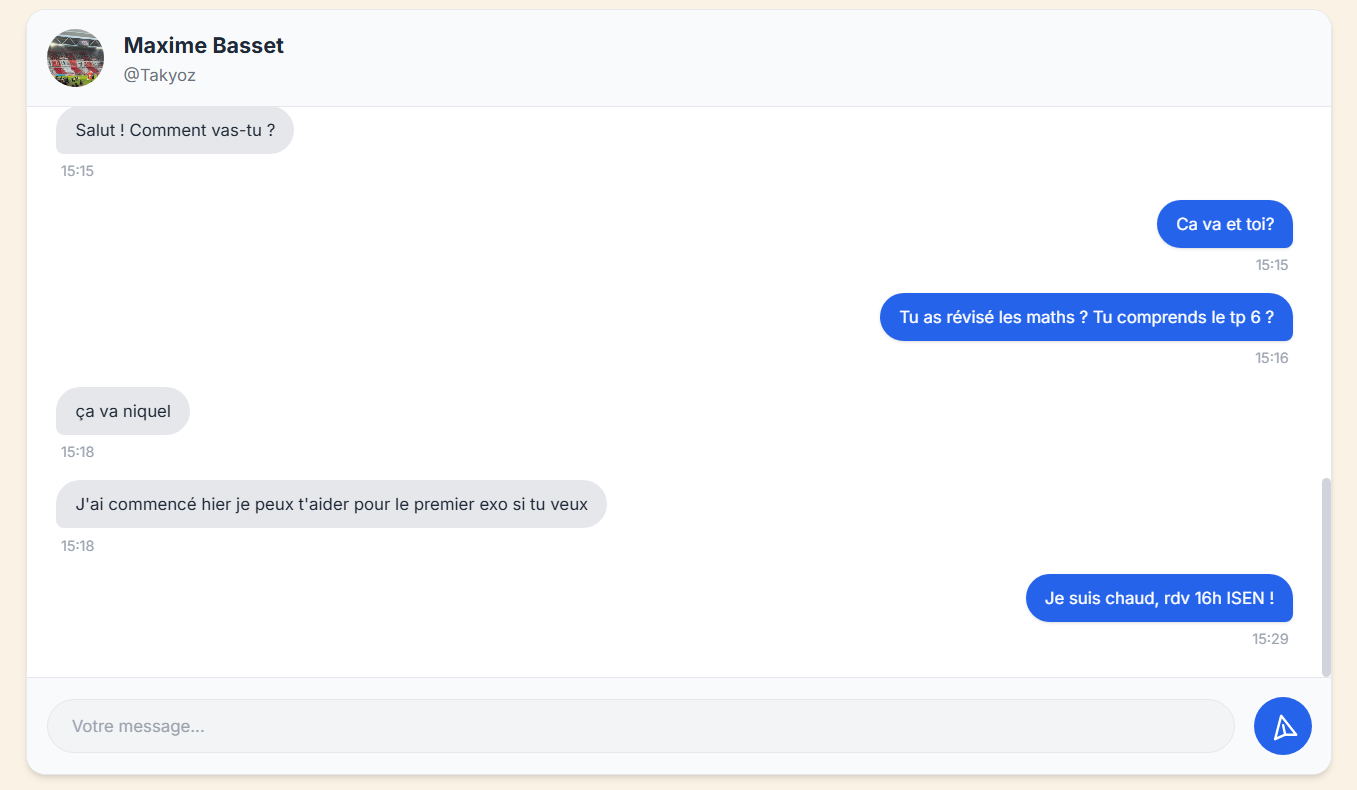 Maxime Basset
@Takyoz
Salut ! Comment vas-tu ?
15:15
Ca va et toi?
15:15
Tu as révisé les maths ? Tu comprends le tp 6 ?
15:16
ça va niquel
15:18
J'ai commencé hier je peux t'aider pour le premier exo si tu veux
15:18
Je suis chaud, rdv 16h ISEN !
15:29
Votre message...